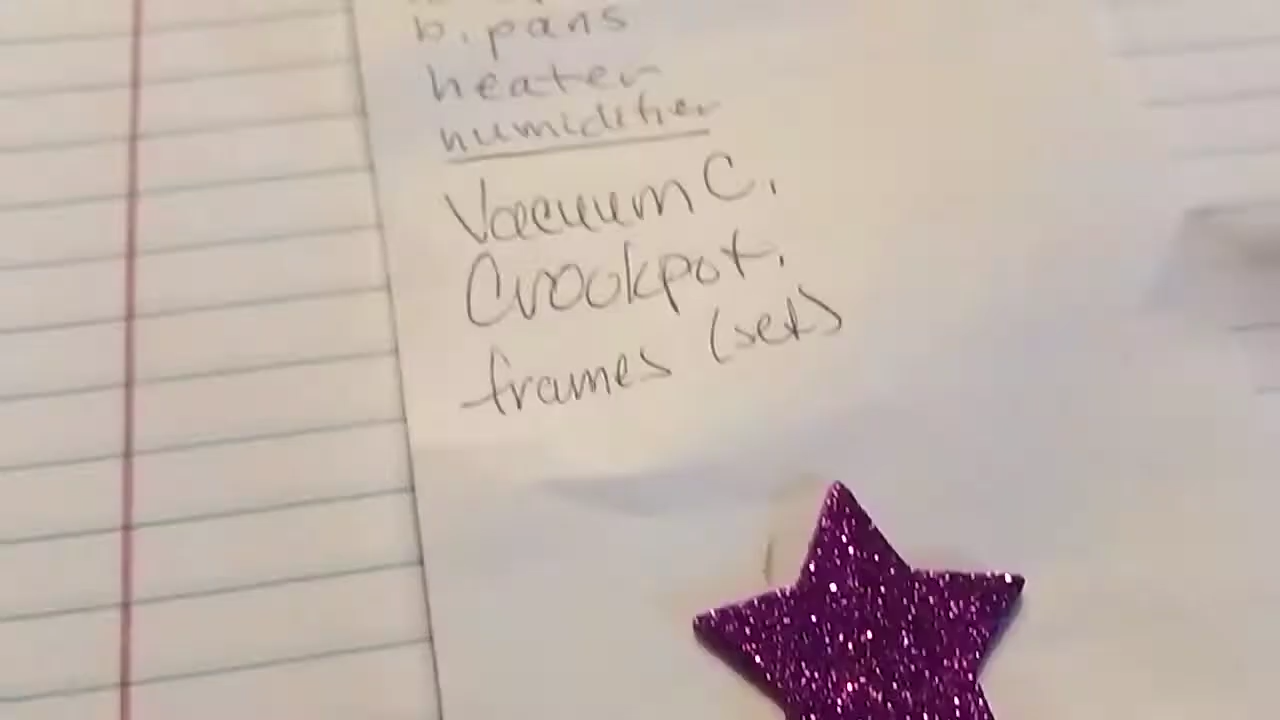 b. pans
heater
humidifier
Vacuum C.
Crookpot.
frames (set)